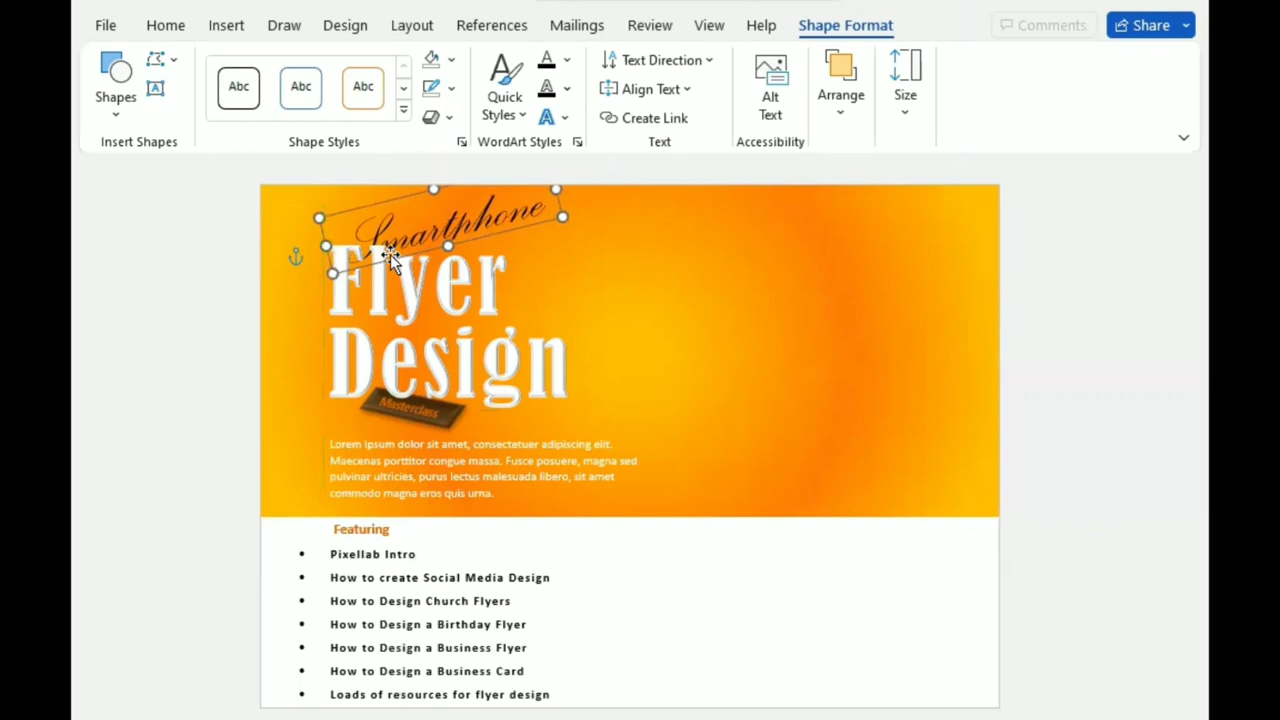 File Home Insert Draw Design Layout References Mailings Review View Help Shape Format Comments Share
Shapes
Abc Abc Abc
Quick Styles
Text Direction
Align Text
Create Link
Alt Text
Arrange
Size
Insert Shapes Shape Styles WordArt Styles Text Accessibility
Smartphone
Flyer
Design
Masterclass
Lorem ipsum dolor sit amet, consectetuer adipiscing elit.
Maecenas porttitor congue massa. Fusce posuere, magna sed
pulvinar ultricies, purus lectus malesuada libero, sit amet
commodo magna eros quis urna.
Featuring
• Pixellab Intro
• How to create Social Media Design
• How to Design Church Flyers
• How to Design a Birthday Flyer
• How to Design a Business Flyer
• How to Design a Business Card
• Loads of resources for flyer design